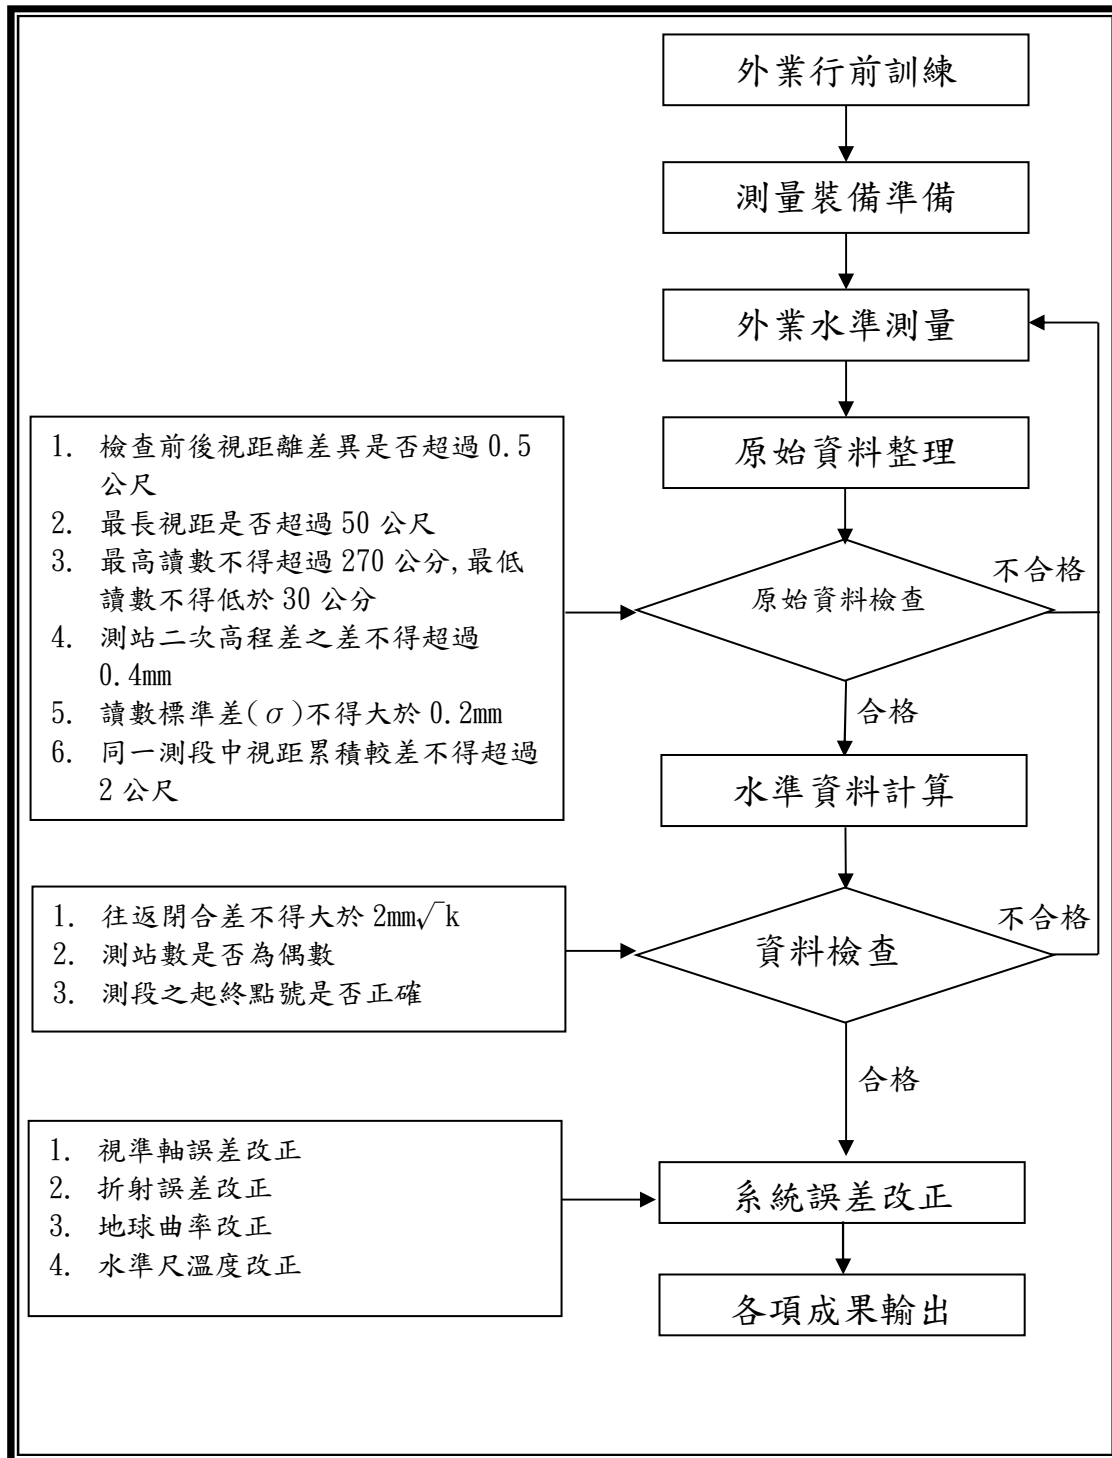 外業行前訓練
測量裝備準備
外業水準測量
原始資料整理
1. 檢查前後視距離差異是否超過 0.5
公尺
2. 最長視距是否超過 50 公尺
3. 最高讀數不得超過 270 公分,最低
讀數不得低於 30 公分
4. 測站二次高程差之差不得超過
0.4mm
5. 讀數標準差(σ)不得大於 0.2mm
6. 同一測段中視距累積較差不得超過
2 公尺
原始資料檢查
不合格
合格
水準資料計算
1. 往返閉合差不得大於 2mm√k
2. 測站數是否為偶數
3. 測段之起終點號是否正確
資料檢查
不合格
合格
1. 視準軸誤差改正
2. 折射誤差改正
3. 地球曲率改正
4. 水準尺溫度改正
系統誤差改正
各項成果輸出